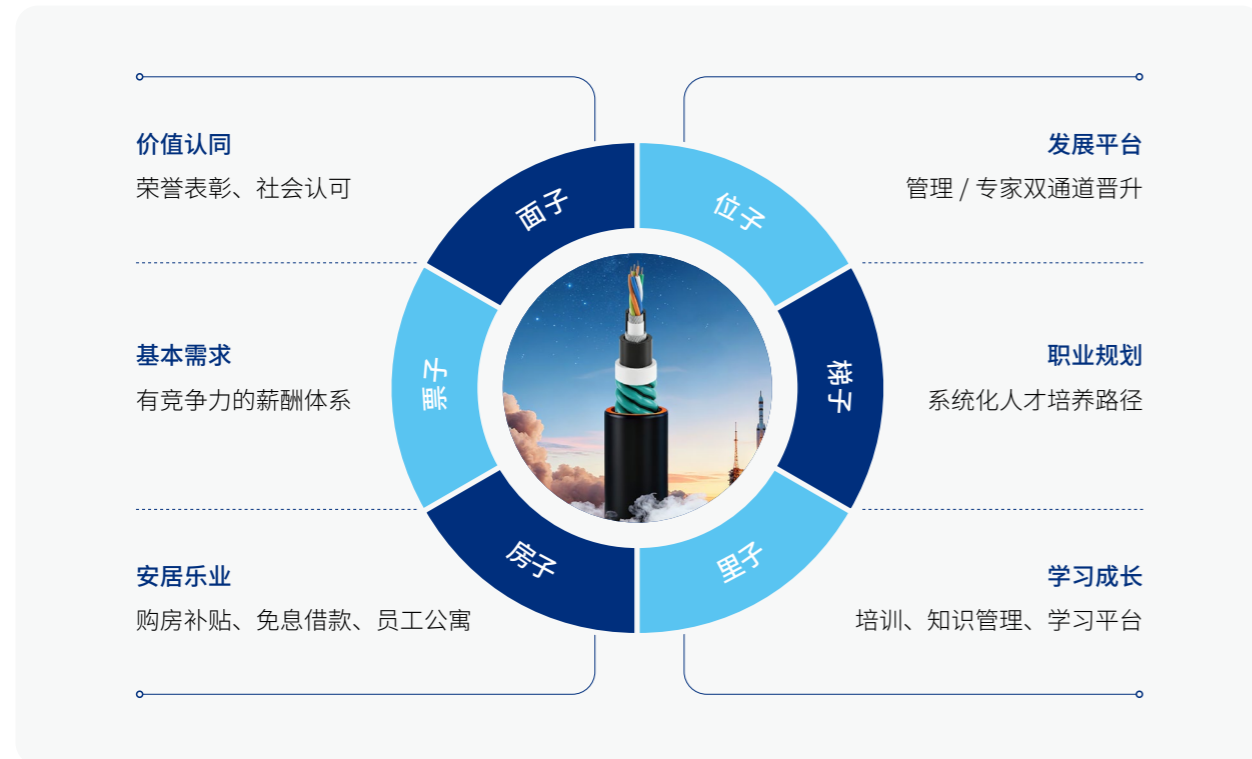 价值认同
荣誉表彰、社会认可
基本需求
有竞争力的薪酬体系
安居乐业
购房补贴、免息借款、员工公寓
面子
位子
票子
梯子
房子
里子
发展平台
管理 / 专家双通道晋升
职业规划
系统化人才培养路径
学习成长
培训、知识管理、学习平台